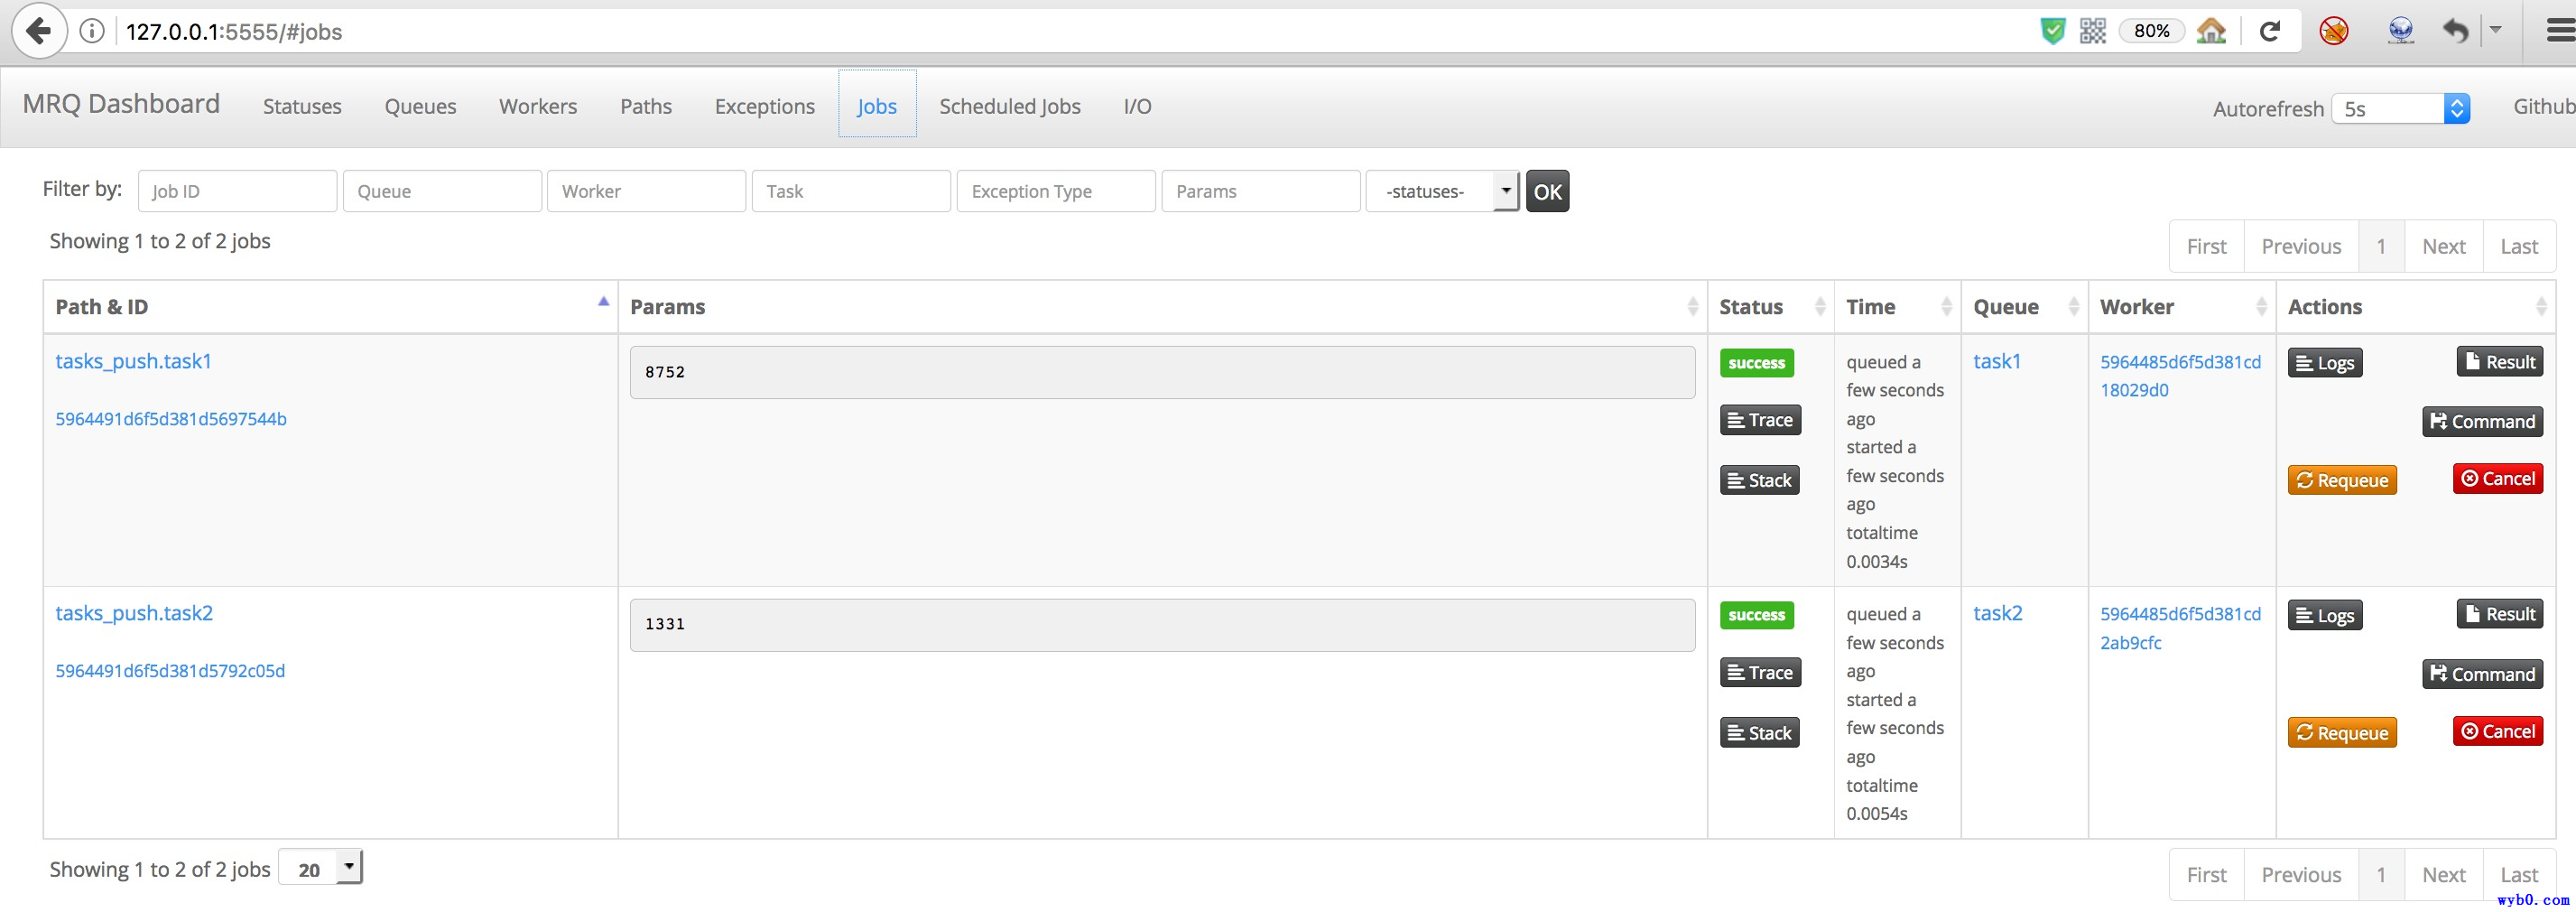 127.0.0.1:5555/#jobs 80%
MRQ Dashboard Statuses Queues Workers Paths Exceptions Jobs Scheduled Jobs I/O Autorefresh 5s Github
Filter by: Job ID Queue Worker Task Exception Type Params -statuses- OK
Showing 1 to 2 of 2 jobs First Previous 1 Next Last
Path & ID Params Status Time Queue Worker Actions
tasks_push.task1
5964491d6f5d381d5697544b
8752
success
Trace
Stack
queued a
few seconds
ago
started a
few seconds
ago
totaltime
0.0034s
task1
5964485d6f5d381cd
18029d0
Logs Result
Command
Requeue Cancel
tasks_push.task2
5964491d6f5d381d5792c05d
1331
success
Trace
Stack
queued a
few seconds
ago
started a
few seconds
ago
totaltime
0.0054s
task2
5964485d6f5d381cd
2ab9cfc
Logs Result
Command
Requeue Cancel
Showing 1 to 2 of 2 jobs 20 First Previous 1 Next Last
wyb0.com